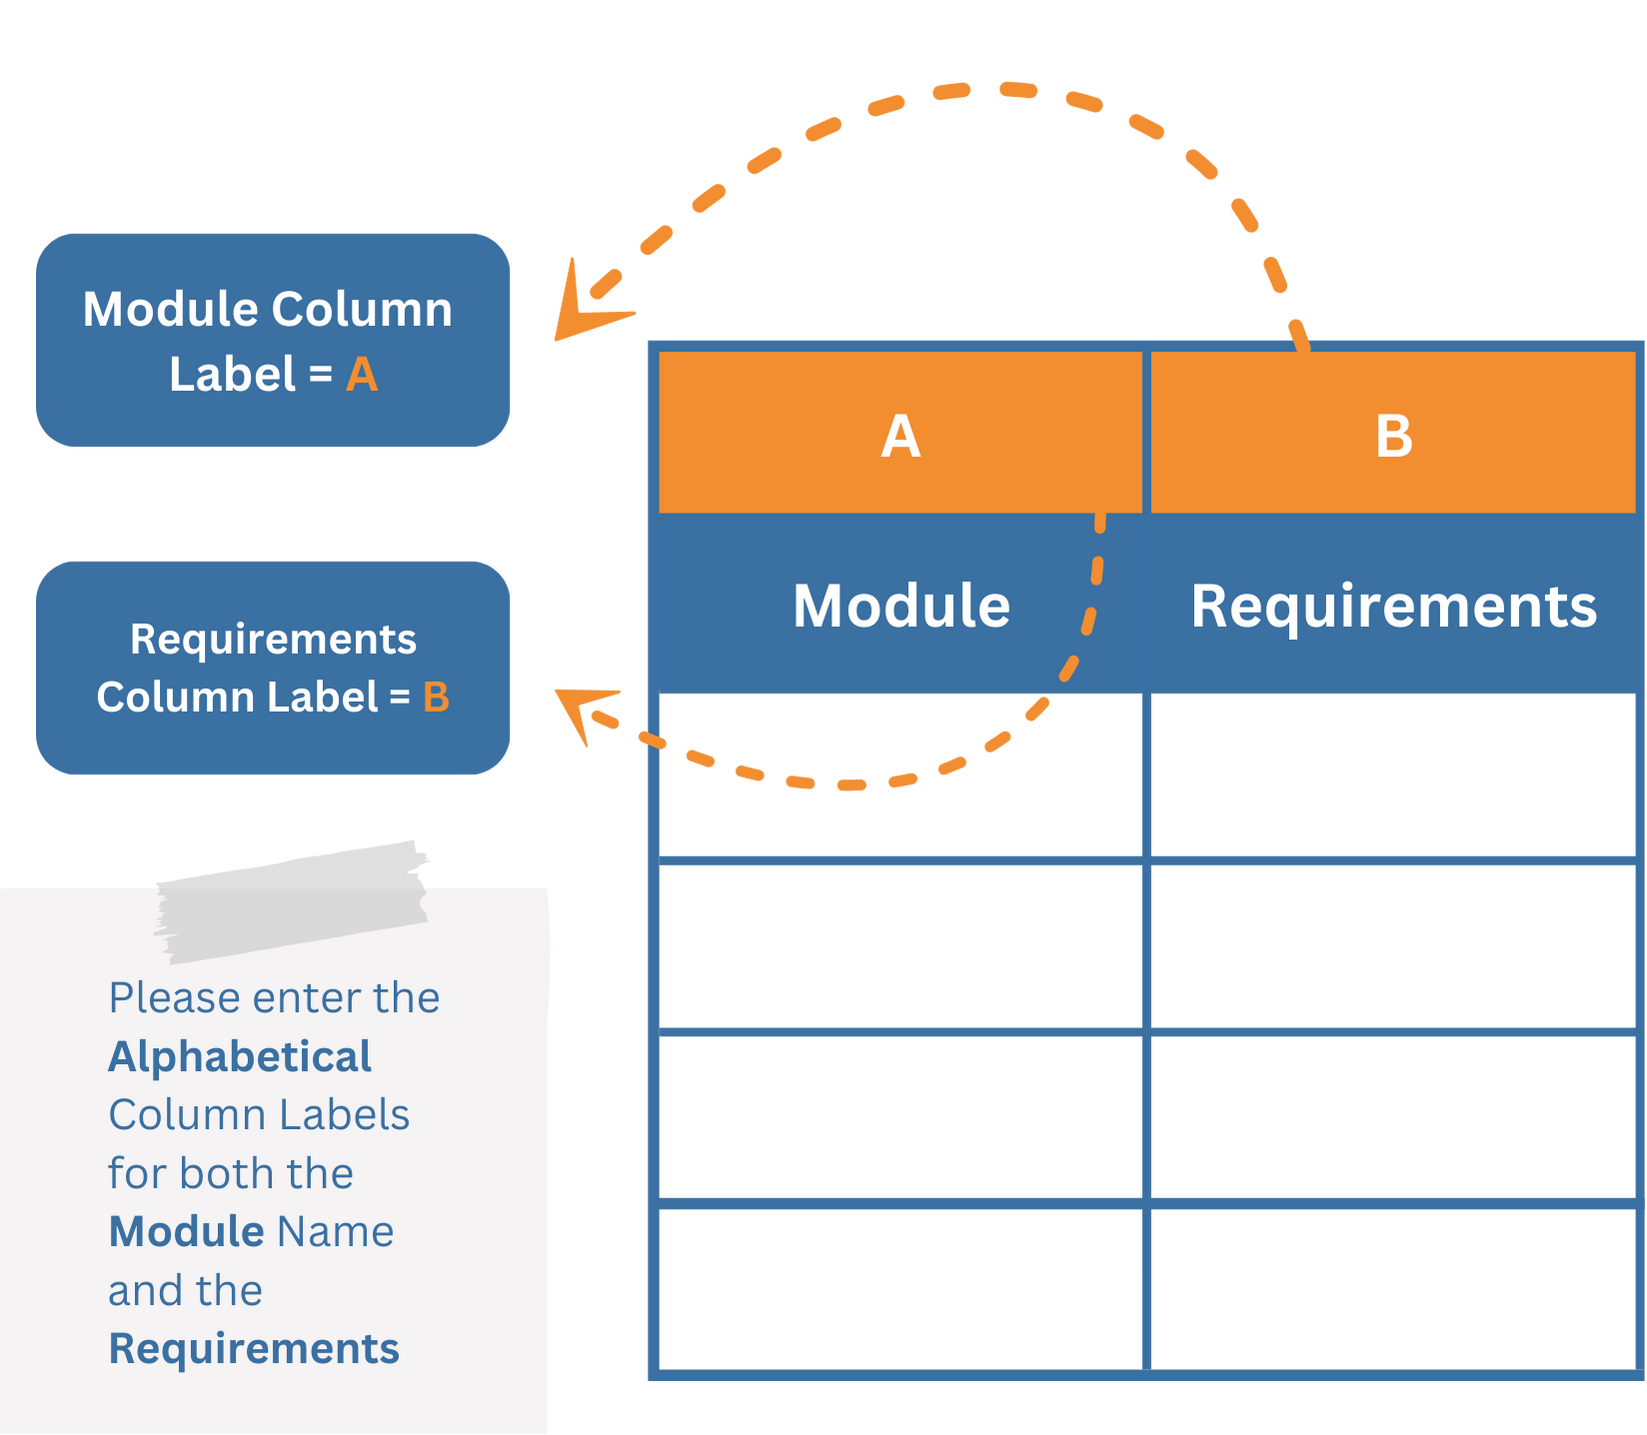 Module Column
Label = A
Requirements
Column Label = B
Please enter the
Alphabetical
Column Labels
for both the
Module Name
and the
Requirements
A B
Module Requirements